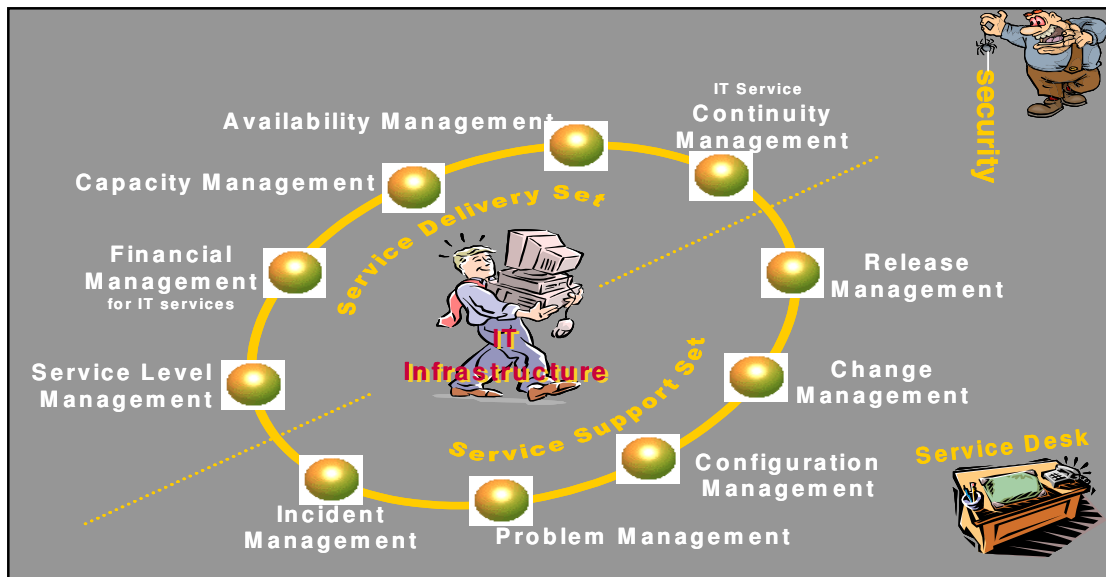 security
IT Service
Continuity
Management
Availability Management
Capacity Management
Service Delivery Set
Financial
Management
for IT services
Release
Management
IT
Infrastructure
Service Level
Management
Change
Management
Service Support Set
Service Desk
Configuration
Management
Incident
Management
Problem Management